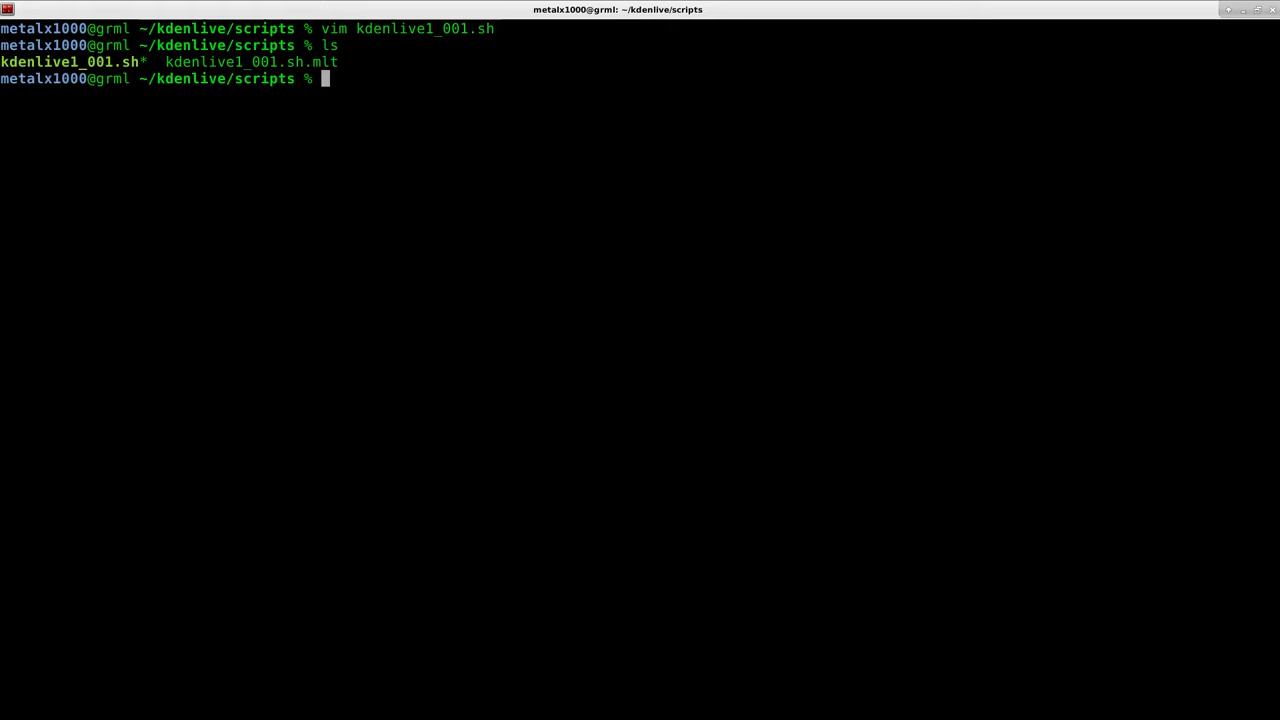 metalx1000@grml: ~/kdenlive/scripts
metalx1000@grml ~/kdenlive/scripts % vim kdenlive1_001.sh
metalx1000@grml ~/kdenlive/scripts % ls
kdenlive1_001.sh*  kdenlive1_001.sh.mlt
metalx1000@grml ~/kdenlive/scripts %